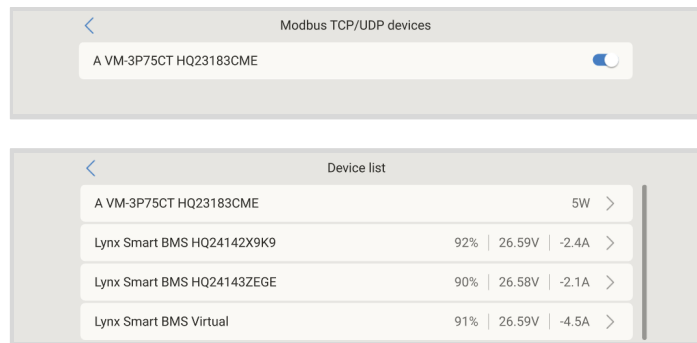 Modbus TCP/UDP devices
A VM-3P75CT HQ23183CME
Device list
A VM-3P75CT HQ23183CME 5W
Lynx Smart BMS HQ24142X9K9 92% 26.59V -2.4A
Lynx Smart BMS HQ24143ZEGE 90% 26.58V -2.1A
Lynx Smart BMS Virtual 91% 26.59V -4.5A